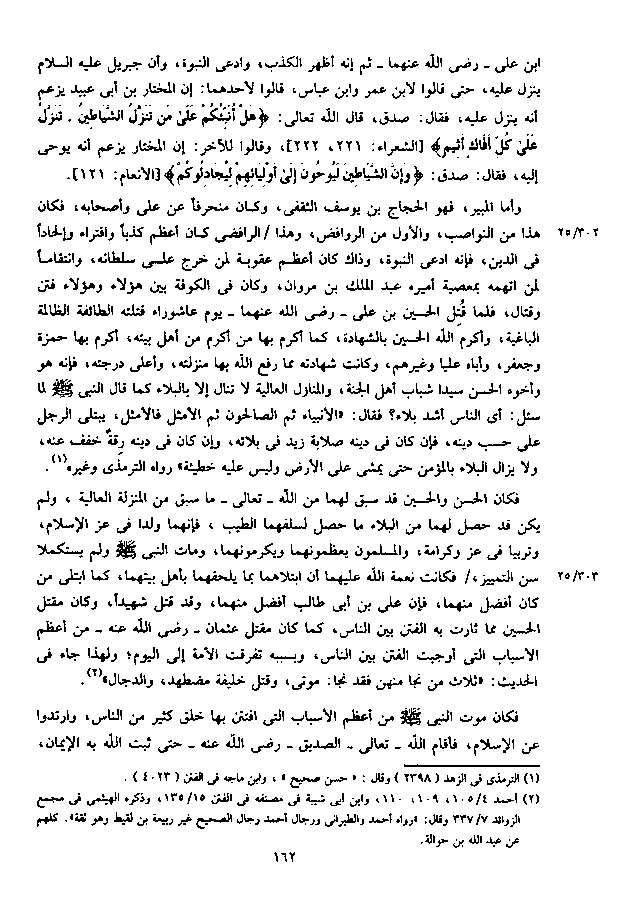 ابن على ـ رضى الله عنهما ـ ثم إنه أظهر الكذب، وادعى النبوة، وأن جبريل عليه السلام
ينزل عليه، حتى قالوا لابن عمر وابن عباس، قالوا لأحدهما: إن المختار بن أبى عبيد يزعم
أنه ينزل عليه، فقال: صدق، قال الله تعالى: ﴿هَلْ أُنَبِّئُكُمْ عَلَىٰ مَن تَنَزَّلُ الشَّيَاطِينُ . تَنَزَّلُ
عَلَىٰ كُلِّ أَفَّاكٍ أَثِيمٍ﴾ [الشعراء: ٢٢١، ٢٢٢]، وقالوا للآخر: إن المختار يزعم أنه يوحى
إليه، فقال: صدق: ﴿وَإِنَّ الشَّيَاطِينَ لَيُوحُونَ إِلَىٰ أَوْلِيَائِهِمْ لِيُجَادِلُوكُمْ﴾ [الأنعام: ١٢١].
وأما المبير، فهو الحجاج بن يوسف الثقفى، وكـان منحرفاً عن على وأصحابه، فكان
٢٥/٣٠٢ هذا من النواصب، والأول من الروافض، وهذا / الرافضى كـان أعظم كذباً وافتراء وإلحاداً
فى الدين، فإنه ادعى النبوة، وذاك كان أعظـم عقوبة لمن خرج علـى سلطانه، وانتقامـاً
لمن اتهمه بمعصية أميره عبد الملك بن مروان، وكان فى الكوفة بين هؤلاء وهؤلاء فتن
وقتال، فلما قُتِل الحسين بن على ـ رضى الله عنهما ـ يوم عاشوراء قتلته الطائفة الظالمة
الباغية، وأكرم الله الحسين بالشهادة، كما أكرم بها من أكرم من أهل بيته، أكرم بها حمزة
وجعفر، وأباه عليا وغيرهم، وكانت شهادته مما رفع الله بها منزلته، وأعلى درجته، فإنه هو
وأخوه الحسن سيدا شباب أهل الجنة، والمنازل العالية لا تنال إلا بالبلاء كما قال النبى ﷺ لما
سئل: أى الناس أشد بلاء؟ فقال: «الأنبياء ثم الصالحون ثم الأمثل فالأمثل، يبتلى الرجل
على حسب دينه، فإن كان فى دينه صلابة زيد فى بلائه، وإن كان فى دينه رِقةٌ خفف عنه،
ولا يزال البلاء بالمؤمن حتى يمشى على الأرض وليس عليه خطيئة» رواه الترمذى وغيره(١).
فكان الحسن والحسين قد سبق لهما من الله ـ تعالى ـ ما سبق من المنزلة العالية ، ولم
يكن قد حصل لهما من البلاء ما حصل لسلفهما الطيب ، فإنهما ولدا فى عز الإسلام،
وتربيا فى عز وكرامة، والمسلمون يعظمونهما ويكرمونهما، ومات النبى ﷺ ولم يستكملا
٢٥/٣٠٣ سن التمييز،/ فكانت نعمة الله عليهما أن ابتلاهما بما يلحقهما بأهل بيتهما، كما ابتلى من
كان أفضل منهما، فإن على بن أبى طالب أفضل منهما، وقد قتل شهيداً، وكان مقتل
الحسين مما ثارت به الفتن بين الناس، كما كان مقتل عثمان ـ رضى الله عنه ـ من أعظم
الأسباب التى أوجبت الفتن بين الناس، وبسببه تفرقت الأمة إلى اليوم؛ ولهذا جاء فى
الحديث: «ثلاث من نجا منهن فقد نجا: موتى، وقتل خليفة مضطهد، والدجال»(٢).
فكان موت النبى ﷺ من أعظم الأسباب التى افتتن بها خلق كثير من الناس، وارتدوا
عن الإسلام، فأقام الله ـ تعالى ـ الصديق ـ رضى الله عنه ـ حتى ثبت الله به الإيمان،
(١) الترمذى فى الزهد ( ٢٣٩٨ ) وقال : « حسن صحيح » ، وابن ماجه فى الفتن ( ٤٠٢٣ ) .
(٢) أحمد ٤/ ١٠٥، ١٠٩، ١١٠، وابن أبى شيبة فى مصنفه فى الفتن ١٥/ ١٣٥، وذكره الهيثمى فى مجمع
الزوائد ٧/ ٣٣٧ وقال: «رواه أحمد والطبرانى ورجال أحمد رجال الصحيح غير ربيعة بن لقيط وهو ثقة». كلهم
عن عبد الله بن حوالة.
١٦٢